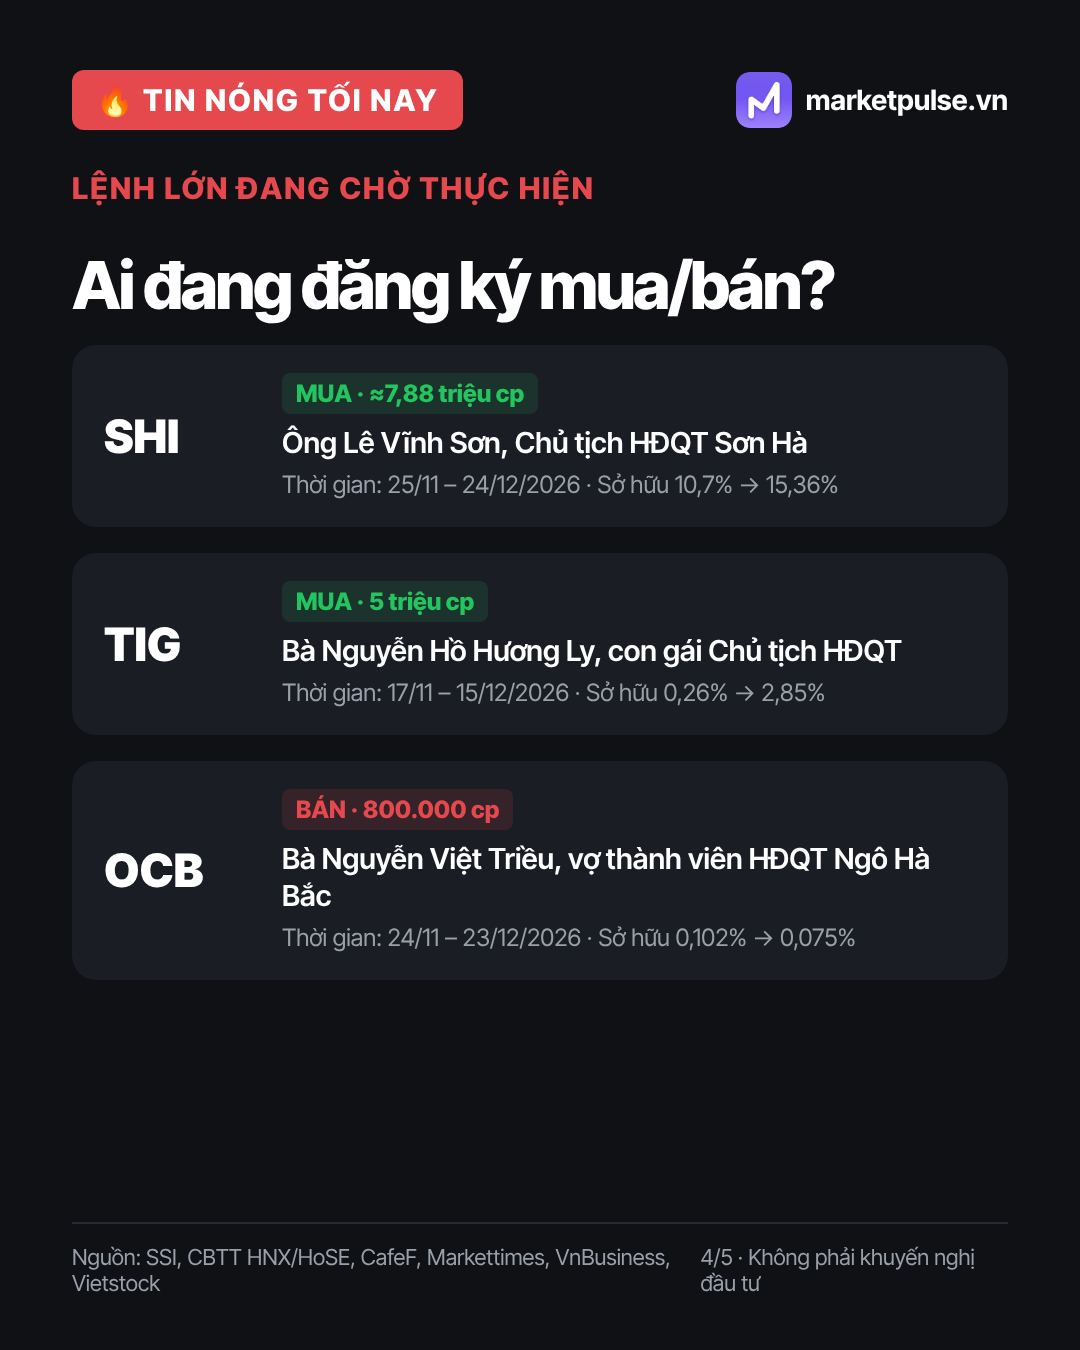 🔥 TIN NÓNG TỐI NAY
marketpulse.vn
LỆNH LỚN ĐANG CHỜ THỰC HIỆN
Ai đang đăng ký mua/bán?
SHI
MUA · ≈7,88 triệu cp
Ông Lê Vĩnh Sơn, Chủ tịch HĐQT Sơn Hà
Thời gian: 25/11 – 24/12/2026 · Sở hữu 10,7% → 15,36%
TIG
MUA · 5 triệu cp
Bà Nguyễn Hồ Hương Ly, con gái Chủ tịch HĐQT
Thời gian: 17/11 – 15/12/2026 · Sở hữu 0,26% → 2,85%
OCB
BÁN · 800.000 cp
Bà Nguyễn Việt Triều, vợ thành viên HĐQT Ngô Hà
Bắc
Thời gian: 24/11 – 23/12/2026 · Sở hữu 0,102% → 0,075%
Nguồn: SSI, CBTT HNX/HoSE, CafeF, Markettimes, VnBusiness,
Vietstock
4/5 · Không phải khuyến nghị
đầu tư